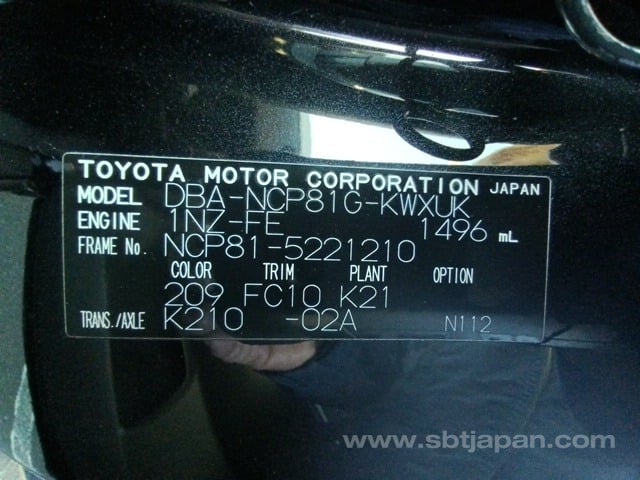 TOYOTA MOTOR CORPORATION JAPAN
MODEL DBA-NCP81G-KWXUK
ENGINE 1NZ-FE 1496 mL
FRAME No. NCP81-5221210
COLOR TRIM PLANT OPTION
209 FC10 K21
TRANS./AXLE K210 -02A N112
www.sbtjapan.com